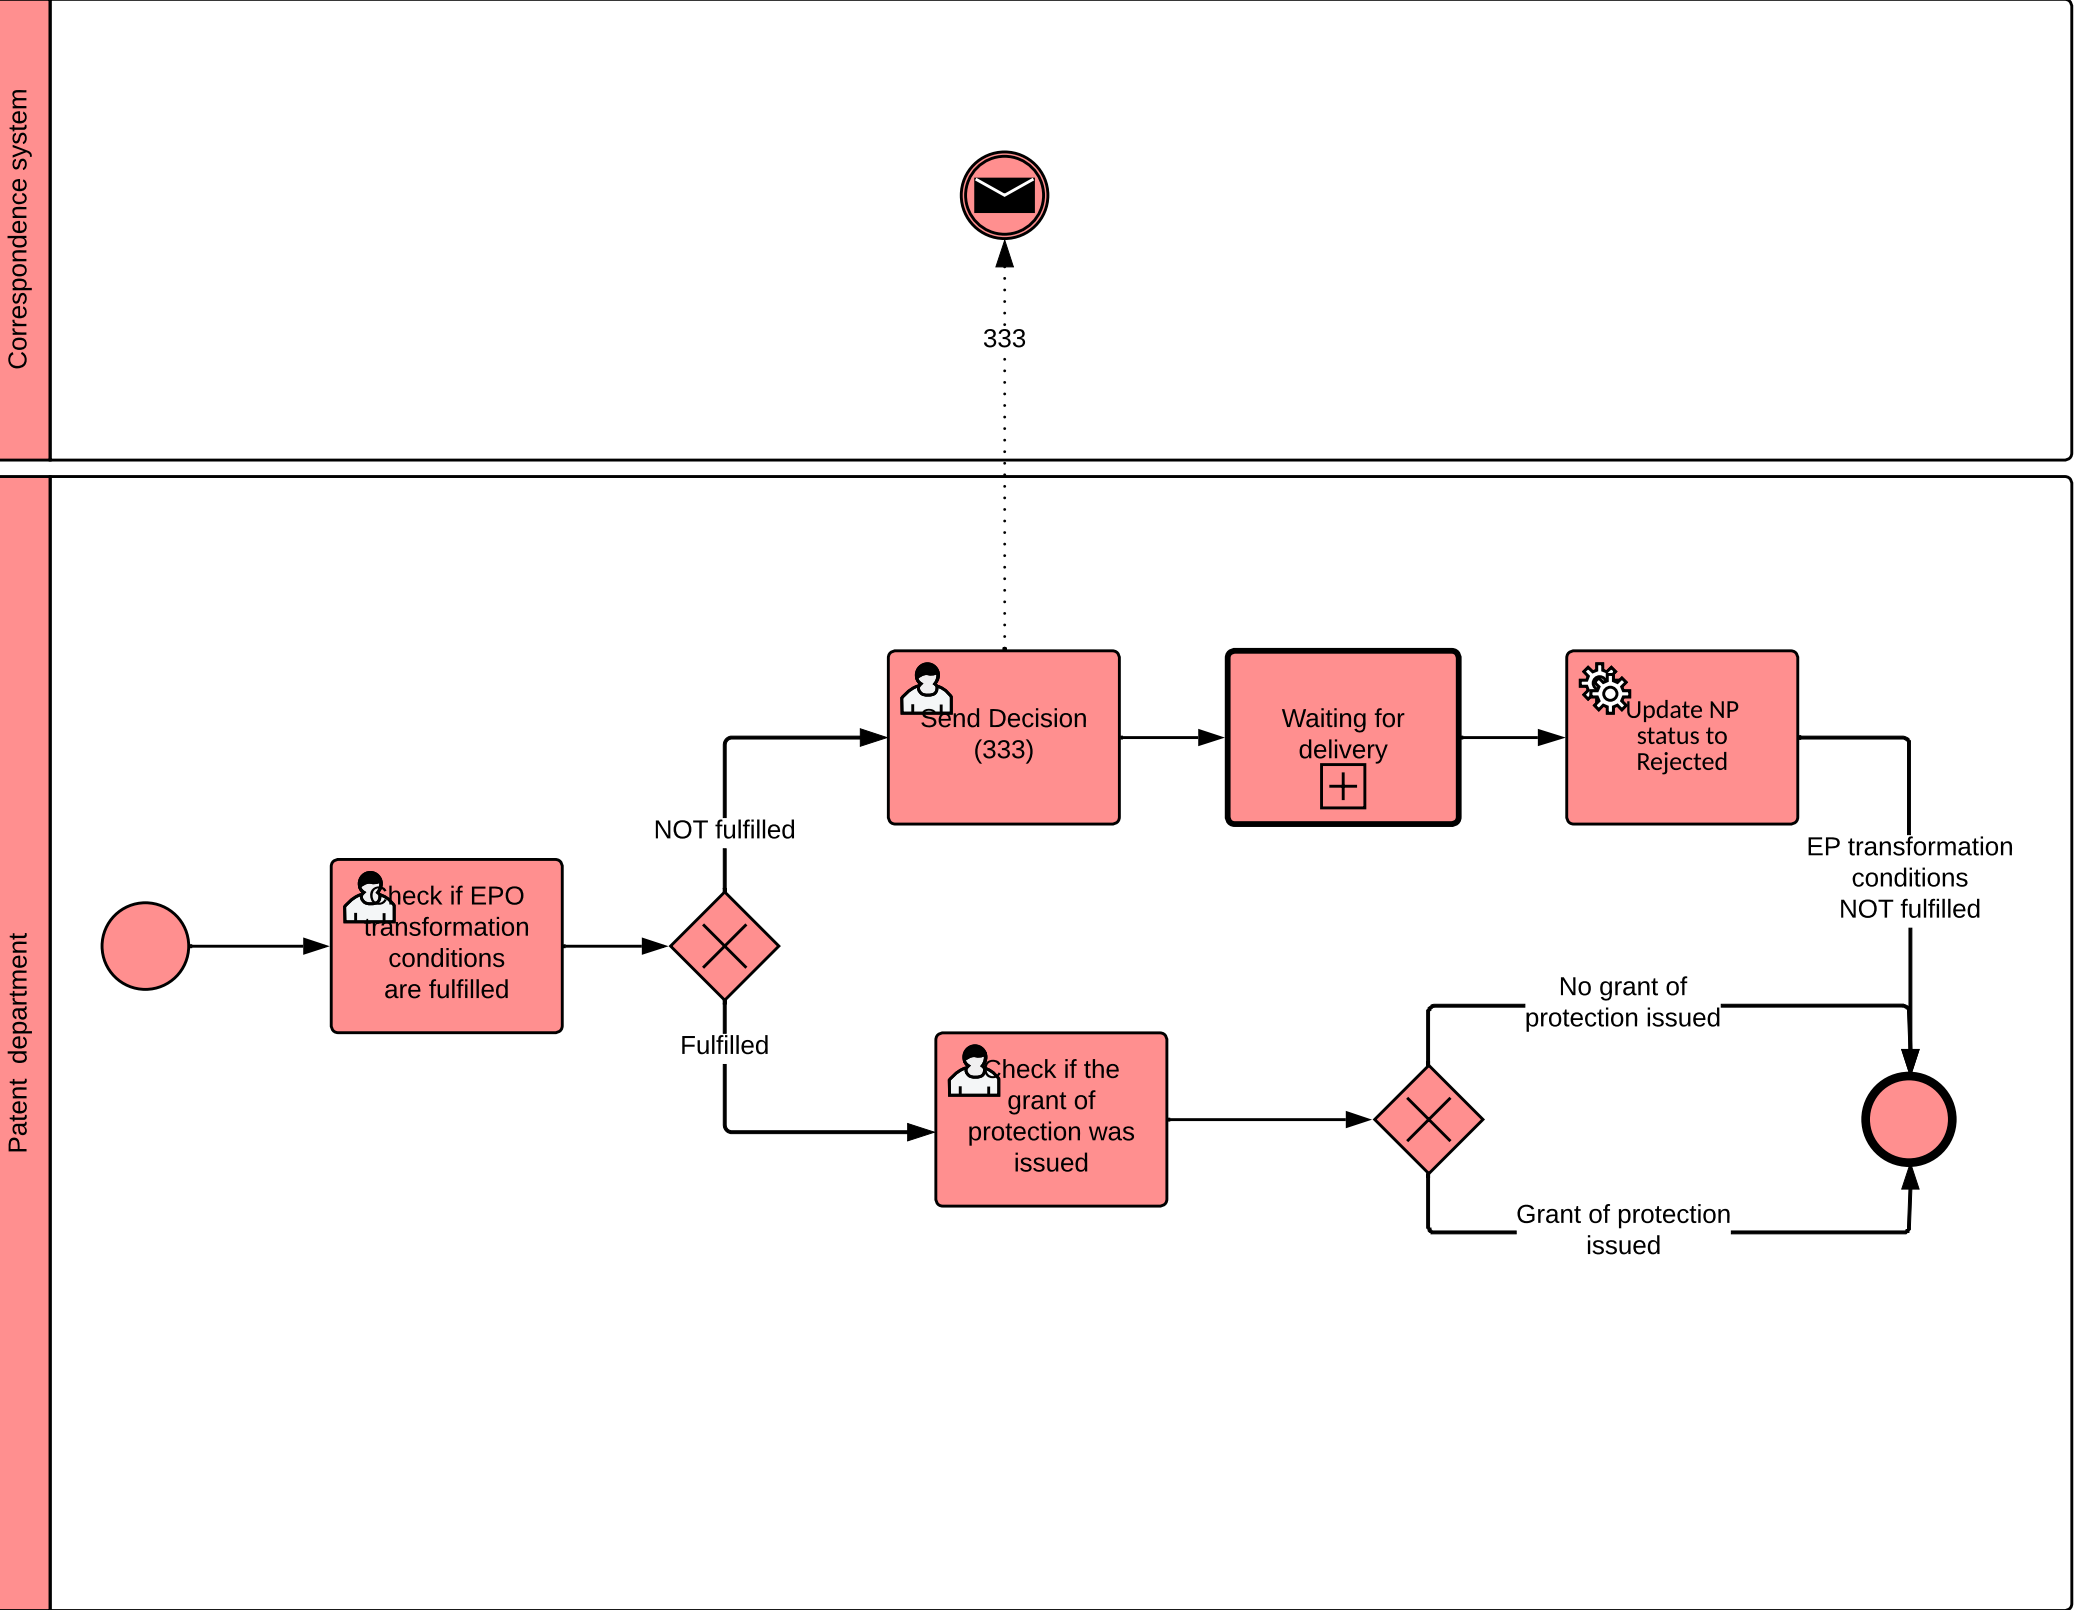 Correspondence system
333
Patent department
Send Decision
(333)
Waiting for
delivery
Update NP
status to
Rejected
NOT fulfilled
EP transformation
conditions
NOT fulfilled
Check if EPO
transformation
conditions
are fulfilled
Fulfilled
No grant of
protection issued
Check if the
grant of
protection was
issued
Grant of protection
issued